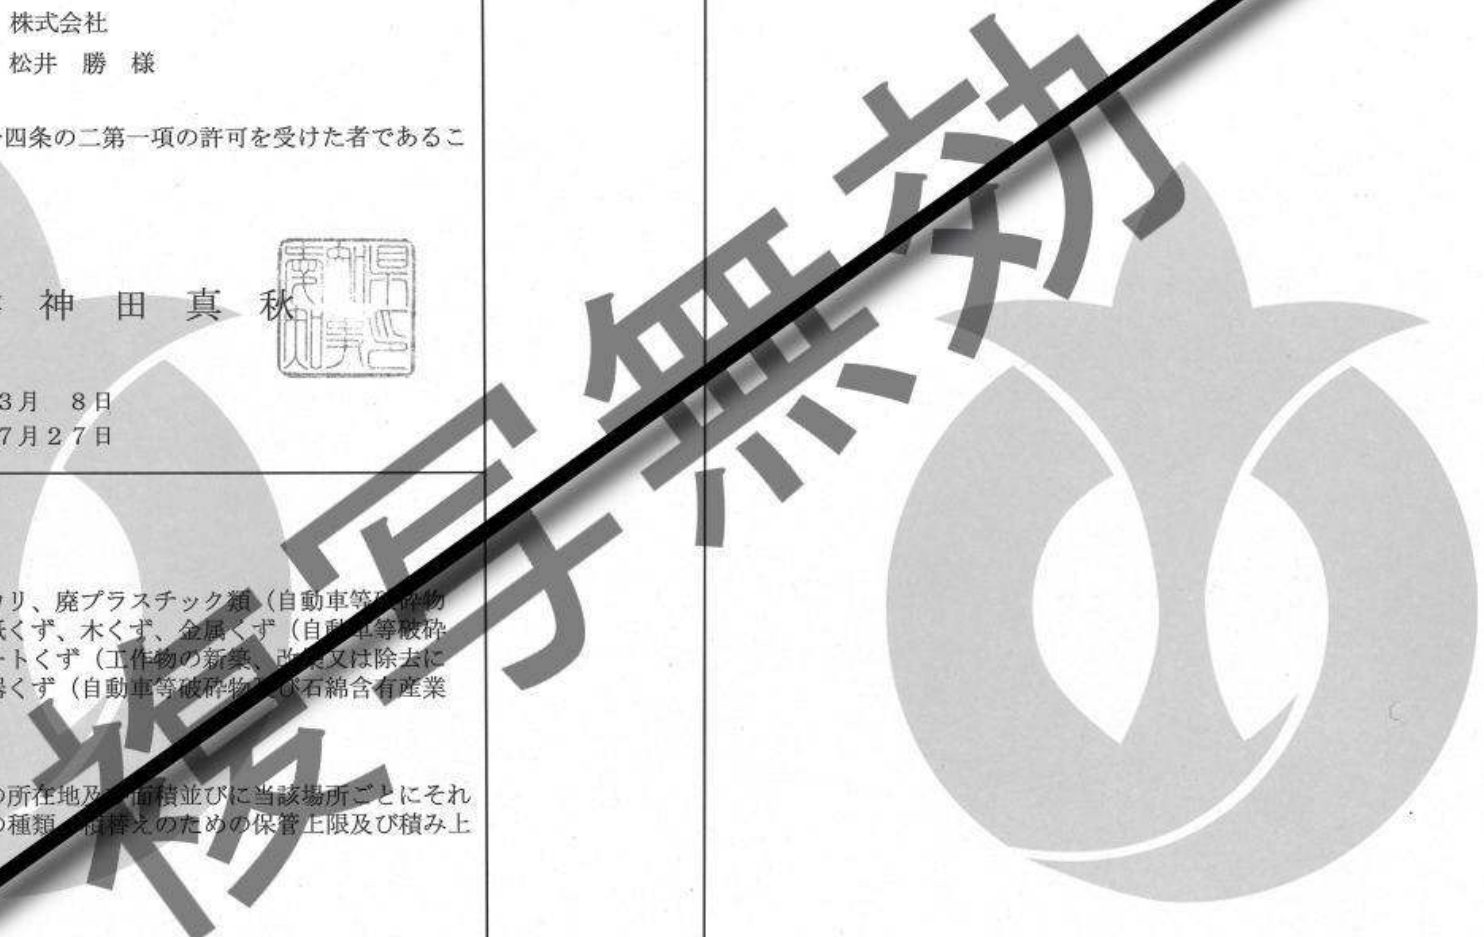 株式会社
松井 勝 様
四条の二第一項の許可を受けた者であるこ
神 田 真 秋
3月 8日
7月27日
リ、廃プラスチック類(自動車等破砕物
くず、木くず、金属くず(自動車等破砕
ートくず(工作物の新築、改築又は除去に
くず(自動車等破砕物及び石綿含有産業
の所在地及び面積並びに当該場所ごとにそれ
の種類、積替えのための保管上限及び積み上
複写無効